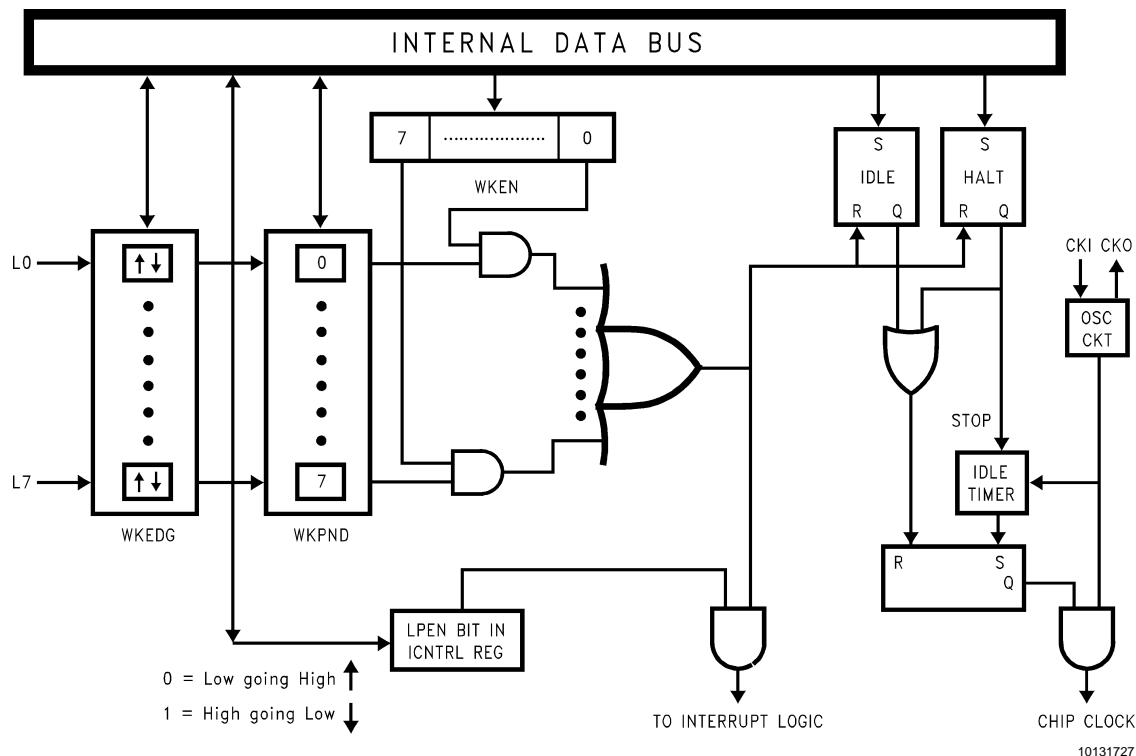 INTERNAL DATA BUS
7 ................... 0
WKEN
S
IDLE
R Q
S
HALT
R Q
CKI CKO
OSC
CKT
L0
↑↓
0
L7
↑↓
7
WKEDG
WKPND
STOP
IDLE
TIMER
R S
Q
LPEN BIT IN
ICNTRL REG
0 = Low going High ↑
1 = High going Low ↓
TO INTERRUPT LOGIC
CHIP CLOCK
10131727